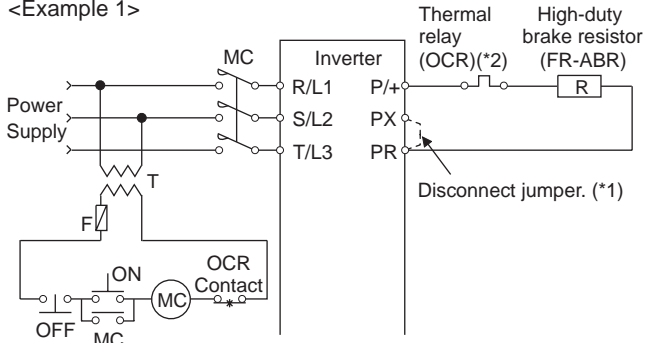 <Example 1>
Thermal
relay
(OCR)(*2)
High-duty
brake resistor
(FR-ABR)
MC
Inverter
R/L1
P/+
R
Power
Supply
S/L2
PX
T/L3
PR
T
Disconnect jumper. (*1)
F
ON
OCR
Contact
MC
OFF
MC